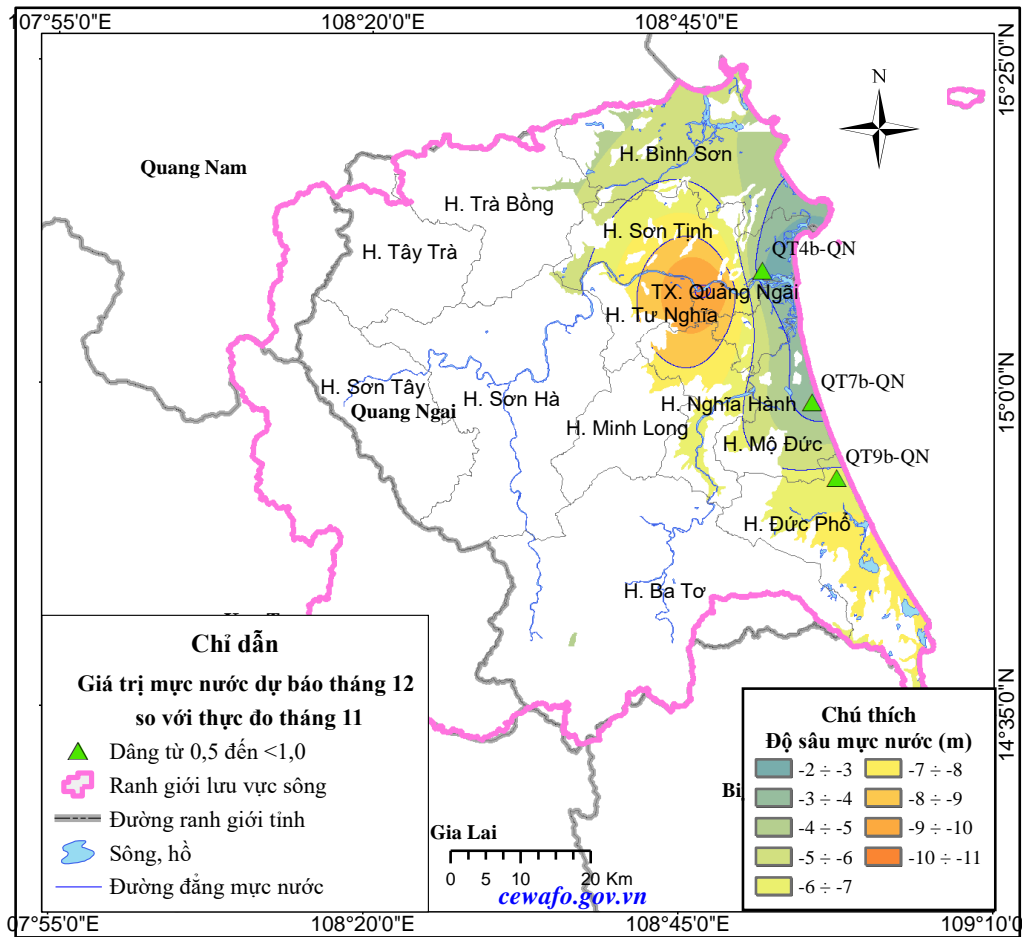 107°55'0"E 108°20'0"E 108°45'0"E
15°25'0"N
N
Quang Nam
H. Bình Sơn
H. Trà Bồng
H. Sơn Tịnh
H. Tây Trà
QT4b-QN
TX. Quảng Ngãi
H. Tư Nghĩa
15°0'0"N
H. Sơn Tây
Quang Ngai
H. Sơn Hà
QT7b-QN
H. Nghĩa Hành
H. Minh Long
H. Mộ Đức
QT9b-QN
H. Đức Phổ
H. Ba Tơ
14°35'0"N
Chỉ dẫn
Giá trị mực nước dự báo tháng 12
so với thực đo tháng 11
Dâng từ 0,5 đến <1,0
Ranh giới lưu vực sông
Đường ranh giới tỉnh
Sông, hồ
Đường đẳng mực nước
Gia Lai
0 5 10 20 Km
cewafo.gov.vn
Bi
Chú thích
Độ sâu mực nước (m)
-2 ÷ -3 -7 ÷ -8
-3 ÷ -4 -8 ÷ -9
-4 ÷ -5 -9 ÷ -10
-5 ÷ -6 -10 ÷ -11
-6 ÷ -7
07°55'0"E 108°20'0"E 108°45'0"E 109°10'0